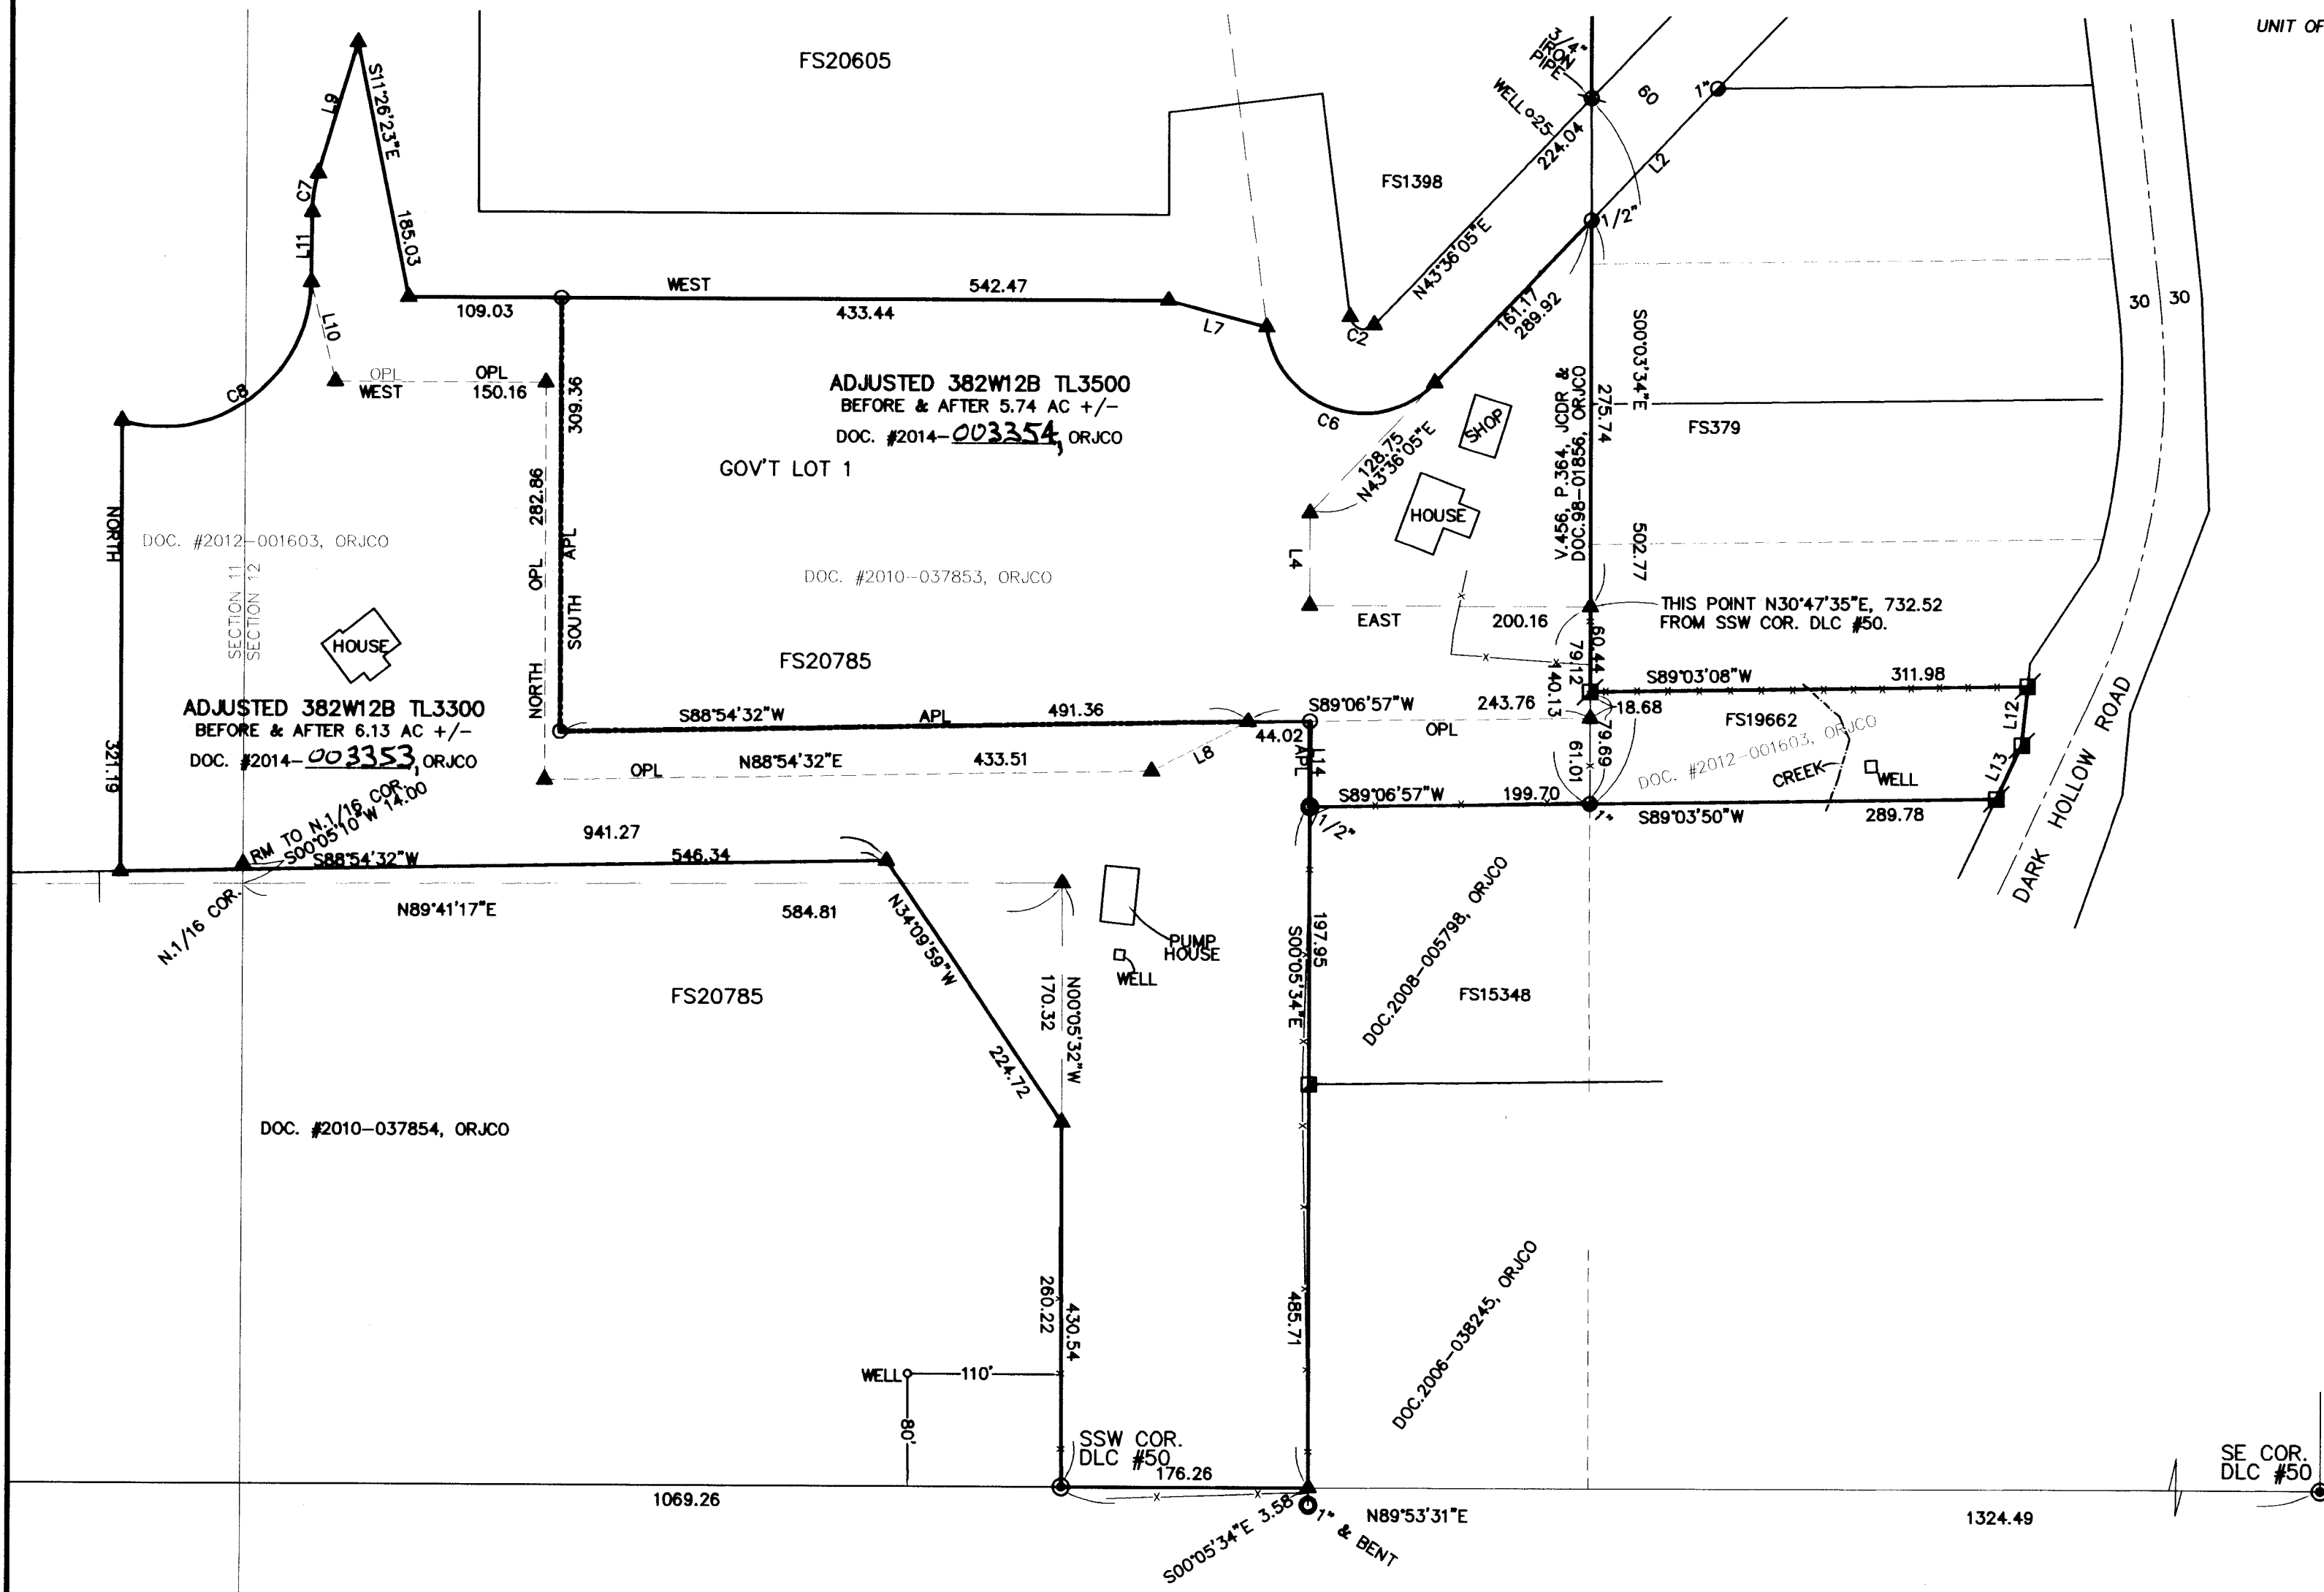 UNIT OF
FS20605
3/4"
IRON
PIPE
WELL
25
60
1"
224.04
L2
L9
S11°26'23"E
FS1398
C7
N43°36'05"E
1/2"
L11
185.03
WEST
542.47
109.03
433.44
L7
C2
161.17
289.92
30
30
L10
OPL
WEST
OPL
150.16
C8
309.36
ADJUSTED 382W12B TL3500
BEFORE & AFTER 5.74 AC +/-
DOC. #2014-003354, ORJCO
C6
SHOP
V.456, P.364, JCDR &
DOC.98-01856, ORJCO
275.74
S00°03'34"E
FS379
GOV'T LOT 1
128.75
N43°36'05"E
HOUSE
NORTH
DOC. #2012-001603, ORJCO
282.86
OPL
APL
502.77
L4
DOC. #2010-037853, ORJCO
SECTION 11
SECTION 12
SOUTH
EAST
200.16
THIS POINT N30°47'35"E, 732.52
FROM SSW COR. DLC #50.
HOUSE
FS20785
60.44
79.12
140.13
S89°03'08"W
311.98
NORTH
ADJUSTED 382W12B TL3300
BEFORE & AFTER 6.13 AC +/-
DOC. #2014-003353, ORJCO
S88°54'32"W
APL
491.36
S89°06'57"W
243.76
18.68
FS19662
L12
OPL
44.02
L14
APL
79.69
61.01
DOC. #2012-001603, ORJCO
321.19
OPL
N88°54'32"E
433.51
L8
CREEK
WELL
L13
DARK HOLLOW ROAD
S89°06'57"W
199.70
1/2"
1"
S89°03'50"W
289.78
RM TO N.1/16 COR.
S00°05'10"W 14.00
941.27
S88°54'32"W
546.34
N.1/16 COR.
N89°41'17"E
584.81
N34°09'59"W
PUMP
HOUSE
WELL
197.95
S00°05'34"E
DOC.2008-005798, ORJCO
FS20785
N00°05'32"W
170.32
FS15348
224.72
DOC. #2010-037854, ORJCO
260.22
430.54
485.71
DOC.2006-038245, ORJCO
WELL
110'
80'
SSW COR.
DLC #50
176.26
SE COR.
DLC #50
1069.26
S00°05'34"E 3.58
1" & BENT
N89°53'31"E
1324.49